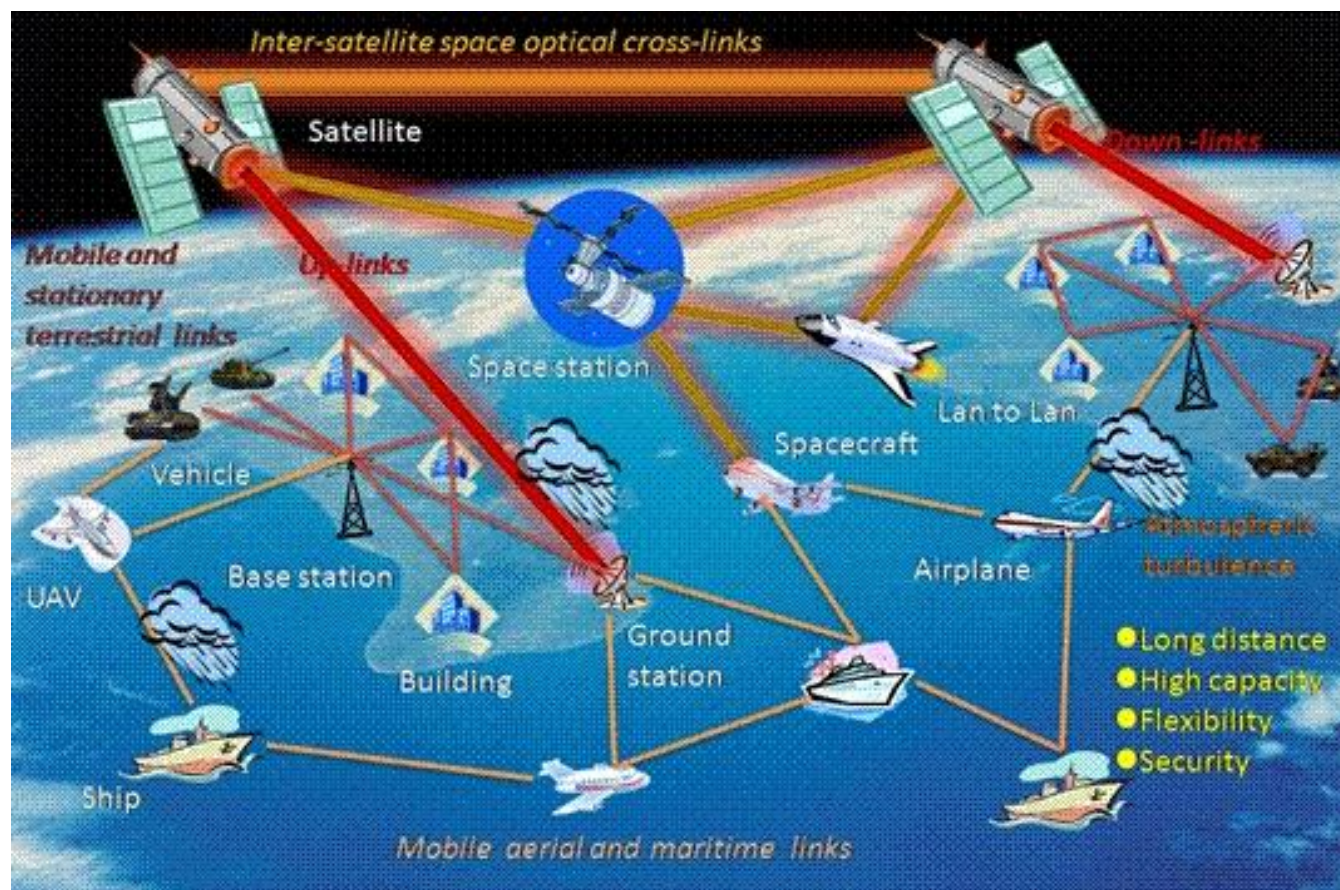 Inter-satellite space optical cross-links
Satellite
Down-links
Mobile and
stationary
terrestrial links
Up-links
Space station
Lan to Lan
Spacecraft
Vehicle
Base station
UAV
Airplane
Atmospheric
turbulence
Ground
station
Building
Long distance
High capacity
Flexibility
Security
Ship
Mobile aerial and maritime links